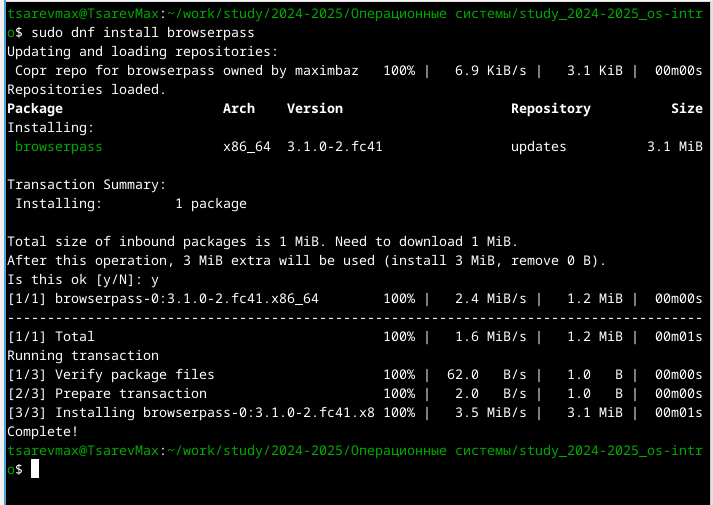 tsarevmax@TsarevMax:~/work/study/2024-2025/Операционные системы/study_2024-2025_os-intr
o$ sudo dnf install browserpass
Updating and loading repositories:
 Copr repo for browserpass owned by maximbaz   100% |   6.9 KiB/s |   3.1 KiB |  00m00s
Repositories loaded.
Package                    Arch    Version                     Repository          Size
Installing:
 browserpass               x86_64  3.1.0-2.fc41                updates          3.1 MiB
Transaction Summary:
 Installing:         1 package
Total size of inbound packages is 1 MiB. Need to download 1 MiB.
After this operation, 3 MiB extra will be used (install 3 MiB, remove 0 B).
Is this ok [y/N]: y
[1/1] browserpass-0:3.1.0-2.fc41.x86_64        100% |   2.4 MiB/s |   1.2 MiB |  00m00s
---------------------------------------------------------------------------------------
[1/1] Total                                    100% |   1.6 MiB/s |   1.2 MiB |  00m01s
Running transaction
[1/3] Verify package files                     100% |  62.0   B/s |   1.0   B |  00m00s
[2/3] Prepare transaction                      100% |   2.0   B/s |   1.0   B |  00m00s
[3/3] Installing browserpass-0:3.1.0-2.fc41.x8 100% |   3.5 MiB/s |   3.1 MiB |  00m01s
Complete!
tsarevmax@TsarevMax:~/work/study/2024-2025/Операционные системы/study_2024-2025_os-intr
o$